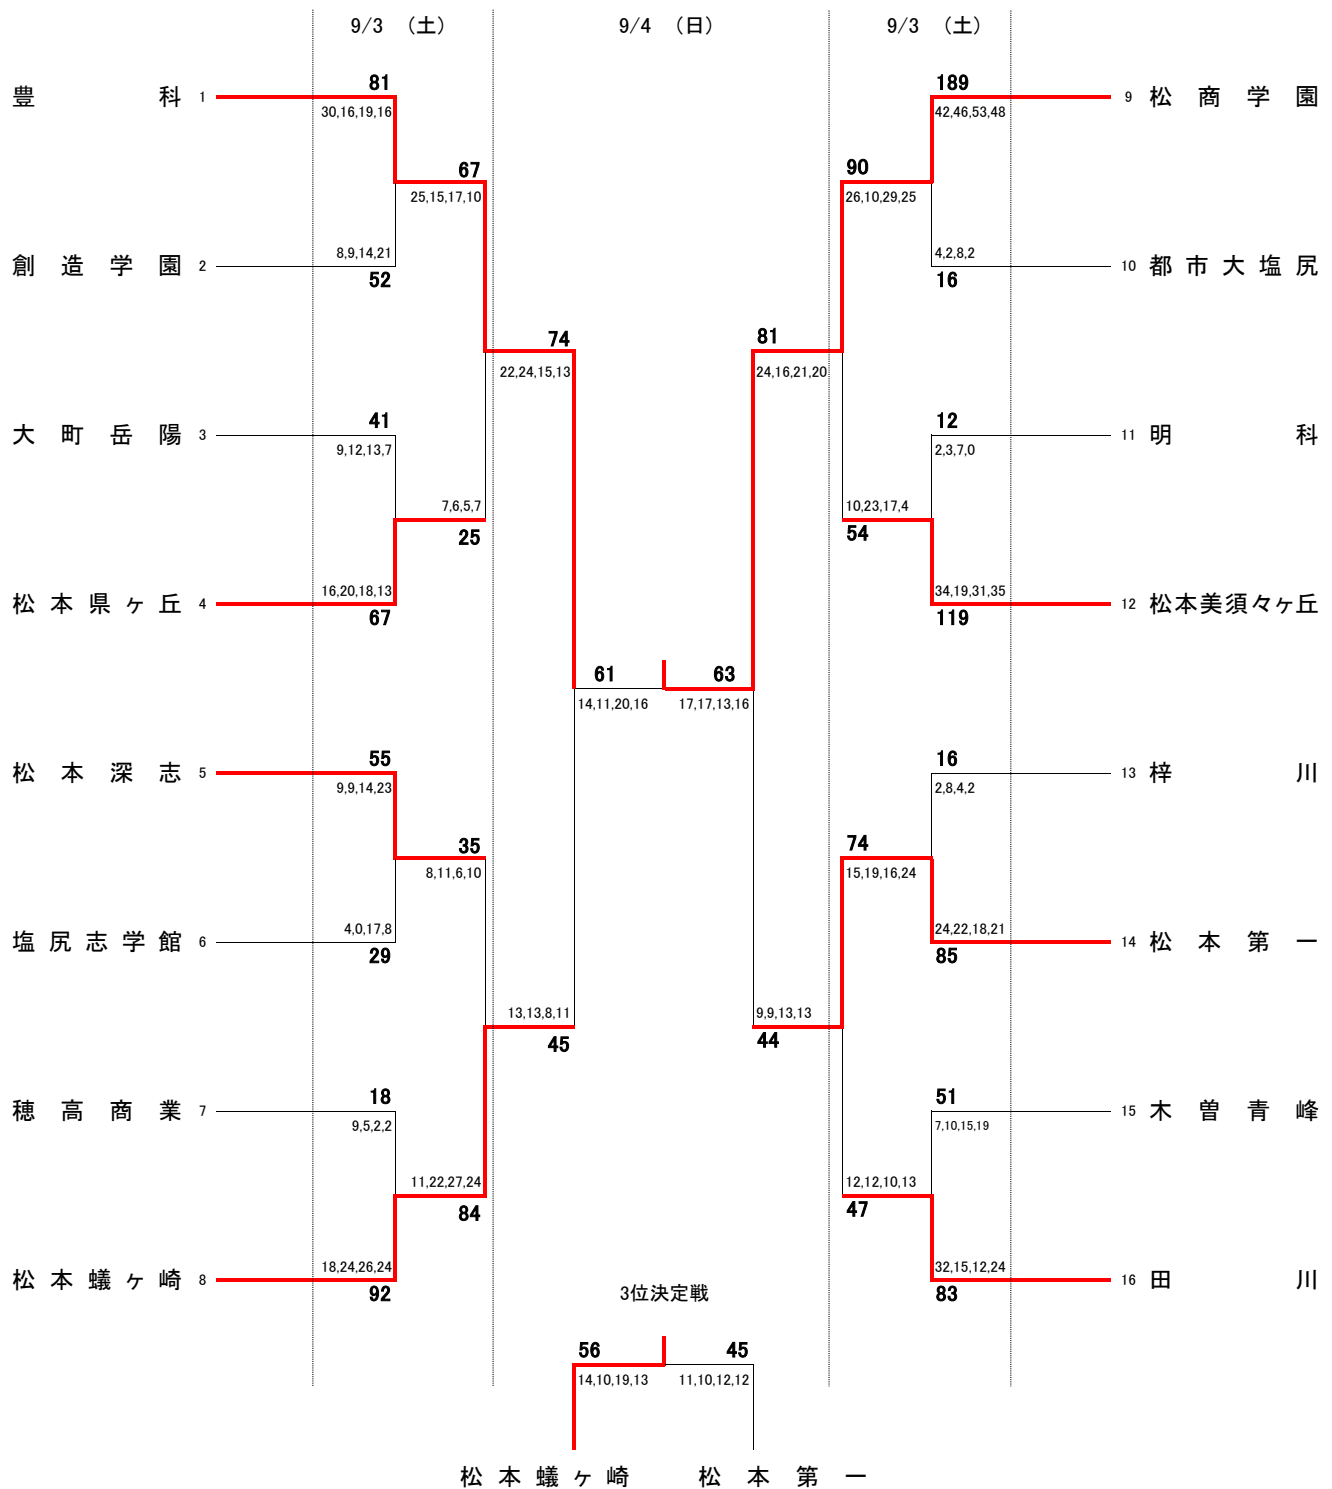 9/3 （土） 9/4 （日） 9/3 （土）
81 189
豊科 1 9 松商学園
30,16,19,16 42,46,53,48
67 90
25,15,17,10 26,10,29,25
8,9,14,21 4,2,8,2
創造学園 2 10 都市大塩尻
52 16
74 81
22,24,15,13 24,16,21,20
41 12
大町岳陽 3 11 明科
9,12,13,7 2,3,7,0
7,6,5,7 10,23,17,4
25 54
16,20,18,13 34,19,31,35
松本県ヶ丘 4 12 松本美須々ヶ丘
67 119
61 63
14,11,20,16 17,17,13,16
55 16
松本深志 5 13 梓川
9,9,14,23 2,8,4,2
35 74
8,11,6,10 15,19,16,24
4,0,17,8 24,22,18,21
塩尻志学館 6 14 松本第一
29 85
13,13,8,11 9,9,13,13
45 44
18 51
穂高商業 7 15 木曽青峰
9,5,2,2 7,10,15,19
11,22,27,24 12,12,10,13
84 47
18,24,26,24 32,15,12,24
松本蟻ヶ崎 8 16 田川
92 83
3位決定戦
56 45
14,10,19,13 11,10,12,12
松本蟻ヶ崎 松本第一